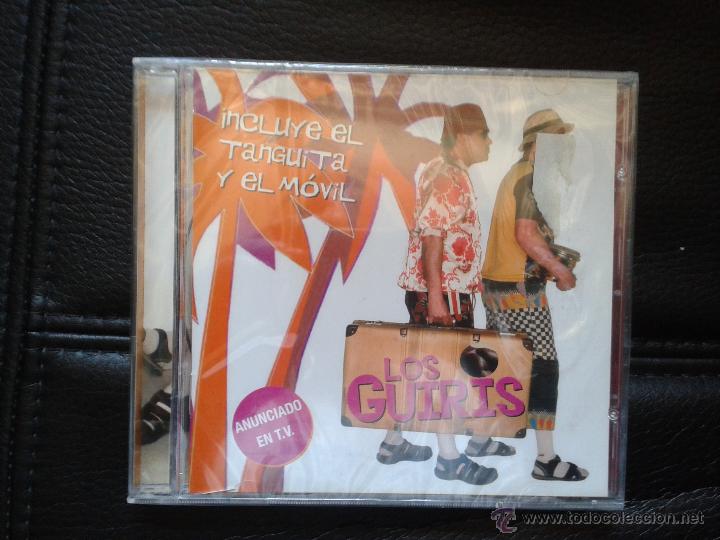 incluye el
tanguita
y el móvil
LOS
GUIRIS
ANUNCIADO
EN T.V.
© www.todocoleccion.net